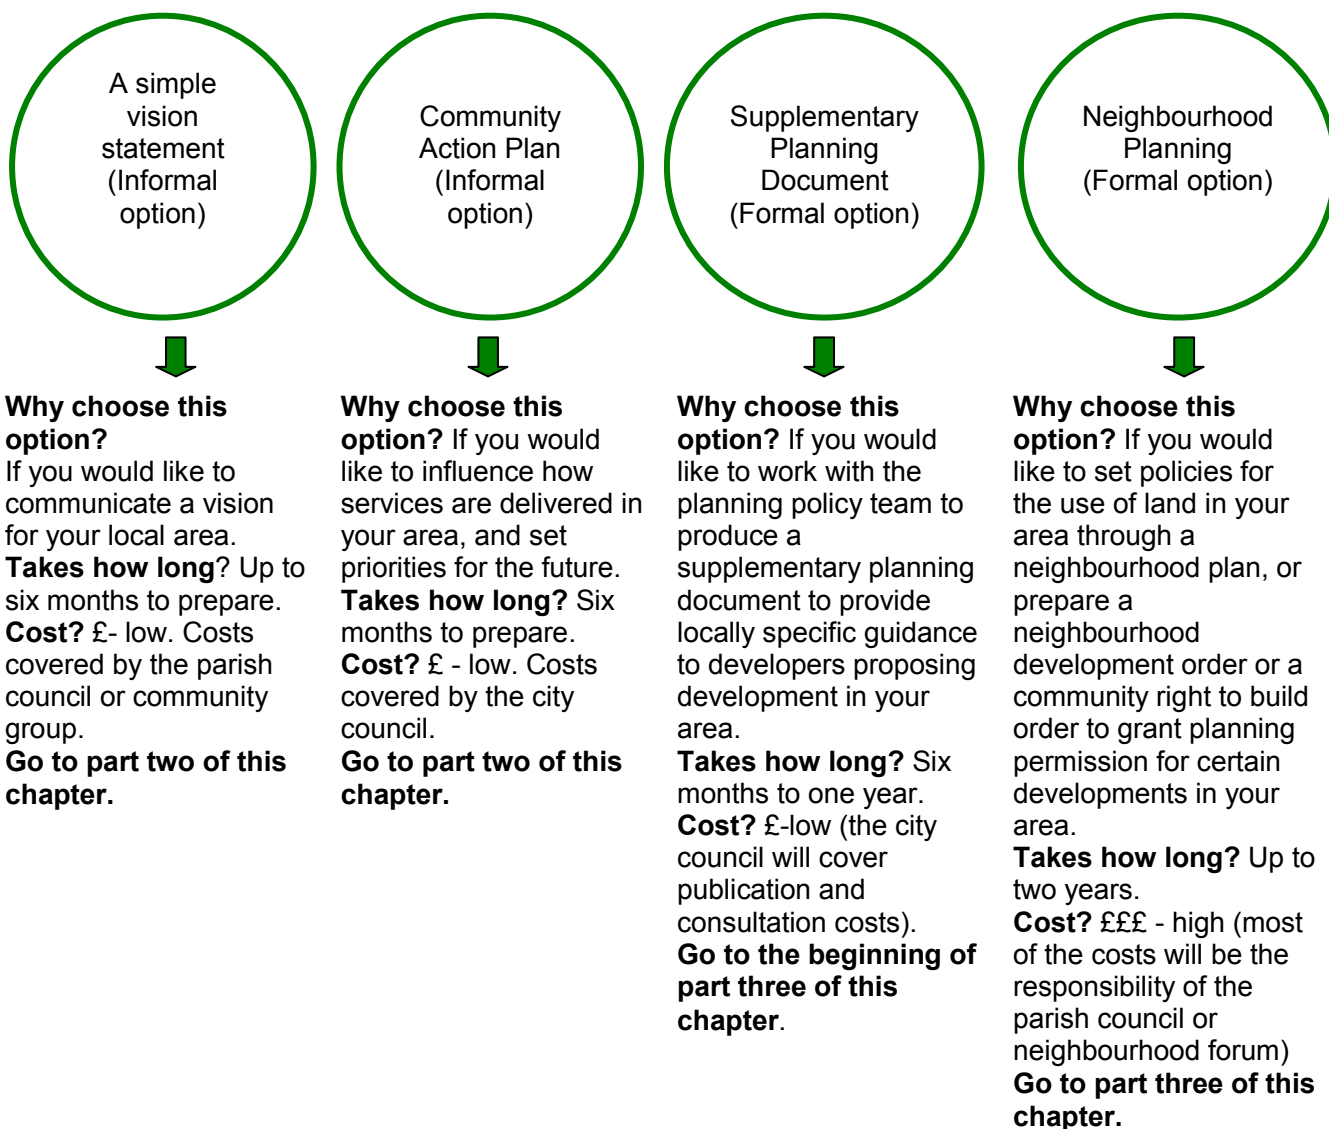 A simple
vision
statement
(Informal
option)
Community
Action Plan
(Informal
option)
Supplementary
Planning
Document
(Formal option)
Neighbourhood
Planning
(Formal option)
Why choose this
option?
If you would like to
communicate a vision
for your local area.
Takes how long? Up to
six months to prepare.
Cost? £- low. Costs
covered by the parish
council or community
group.
Go to part two of this
chapter.
Why choose this
option? If you would
like to influence how
services are delivered in
your area, and set
priorities for the future.
Takes how long? Six
months to prepare.
Cost? £ - low. Costs
covered by the city
council.
Go to part two of this
chapter.
Why choose this
option? If you would
like to work with the
planning policy team to
produce a
supplementary planning
document to provide
locally specific guidance
to developers proposing
development in your
area.
Takes how long? Six
months to one year.
Cost? £-low (the city
council will cover
publication and
consultation costs).
Go to the beginning of
part three of this
chapter.
Why choose this
option? If you would
like to set policies for
the use of land in your
area through a
neighbourhood plan, or
prepare a
neighbourhood
development order or a
community right to build
order to grant planning
permission for certain
developments in your
area.
Takes how long? Up to
two years.
Cost? £££ - high (most
of the costs will be the
responsibility of the
parish council or
neighbourhood forum)
Go to part three of this
chapter.